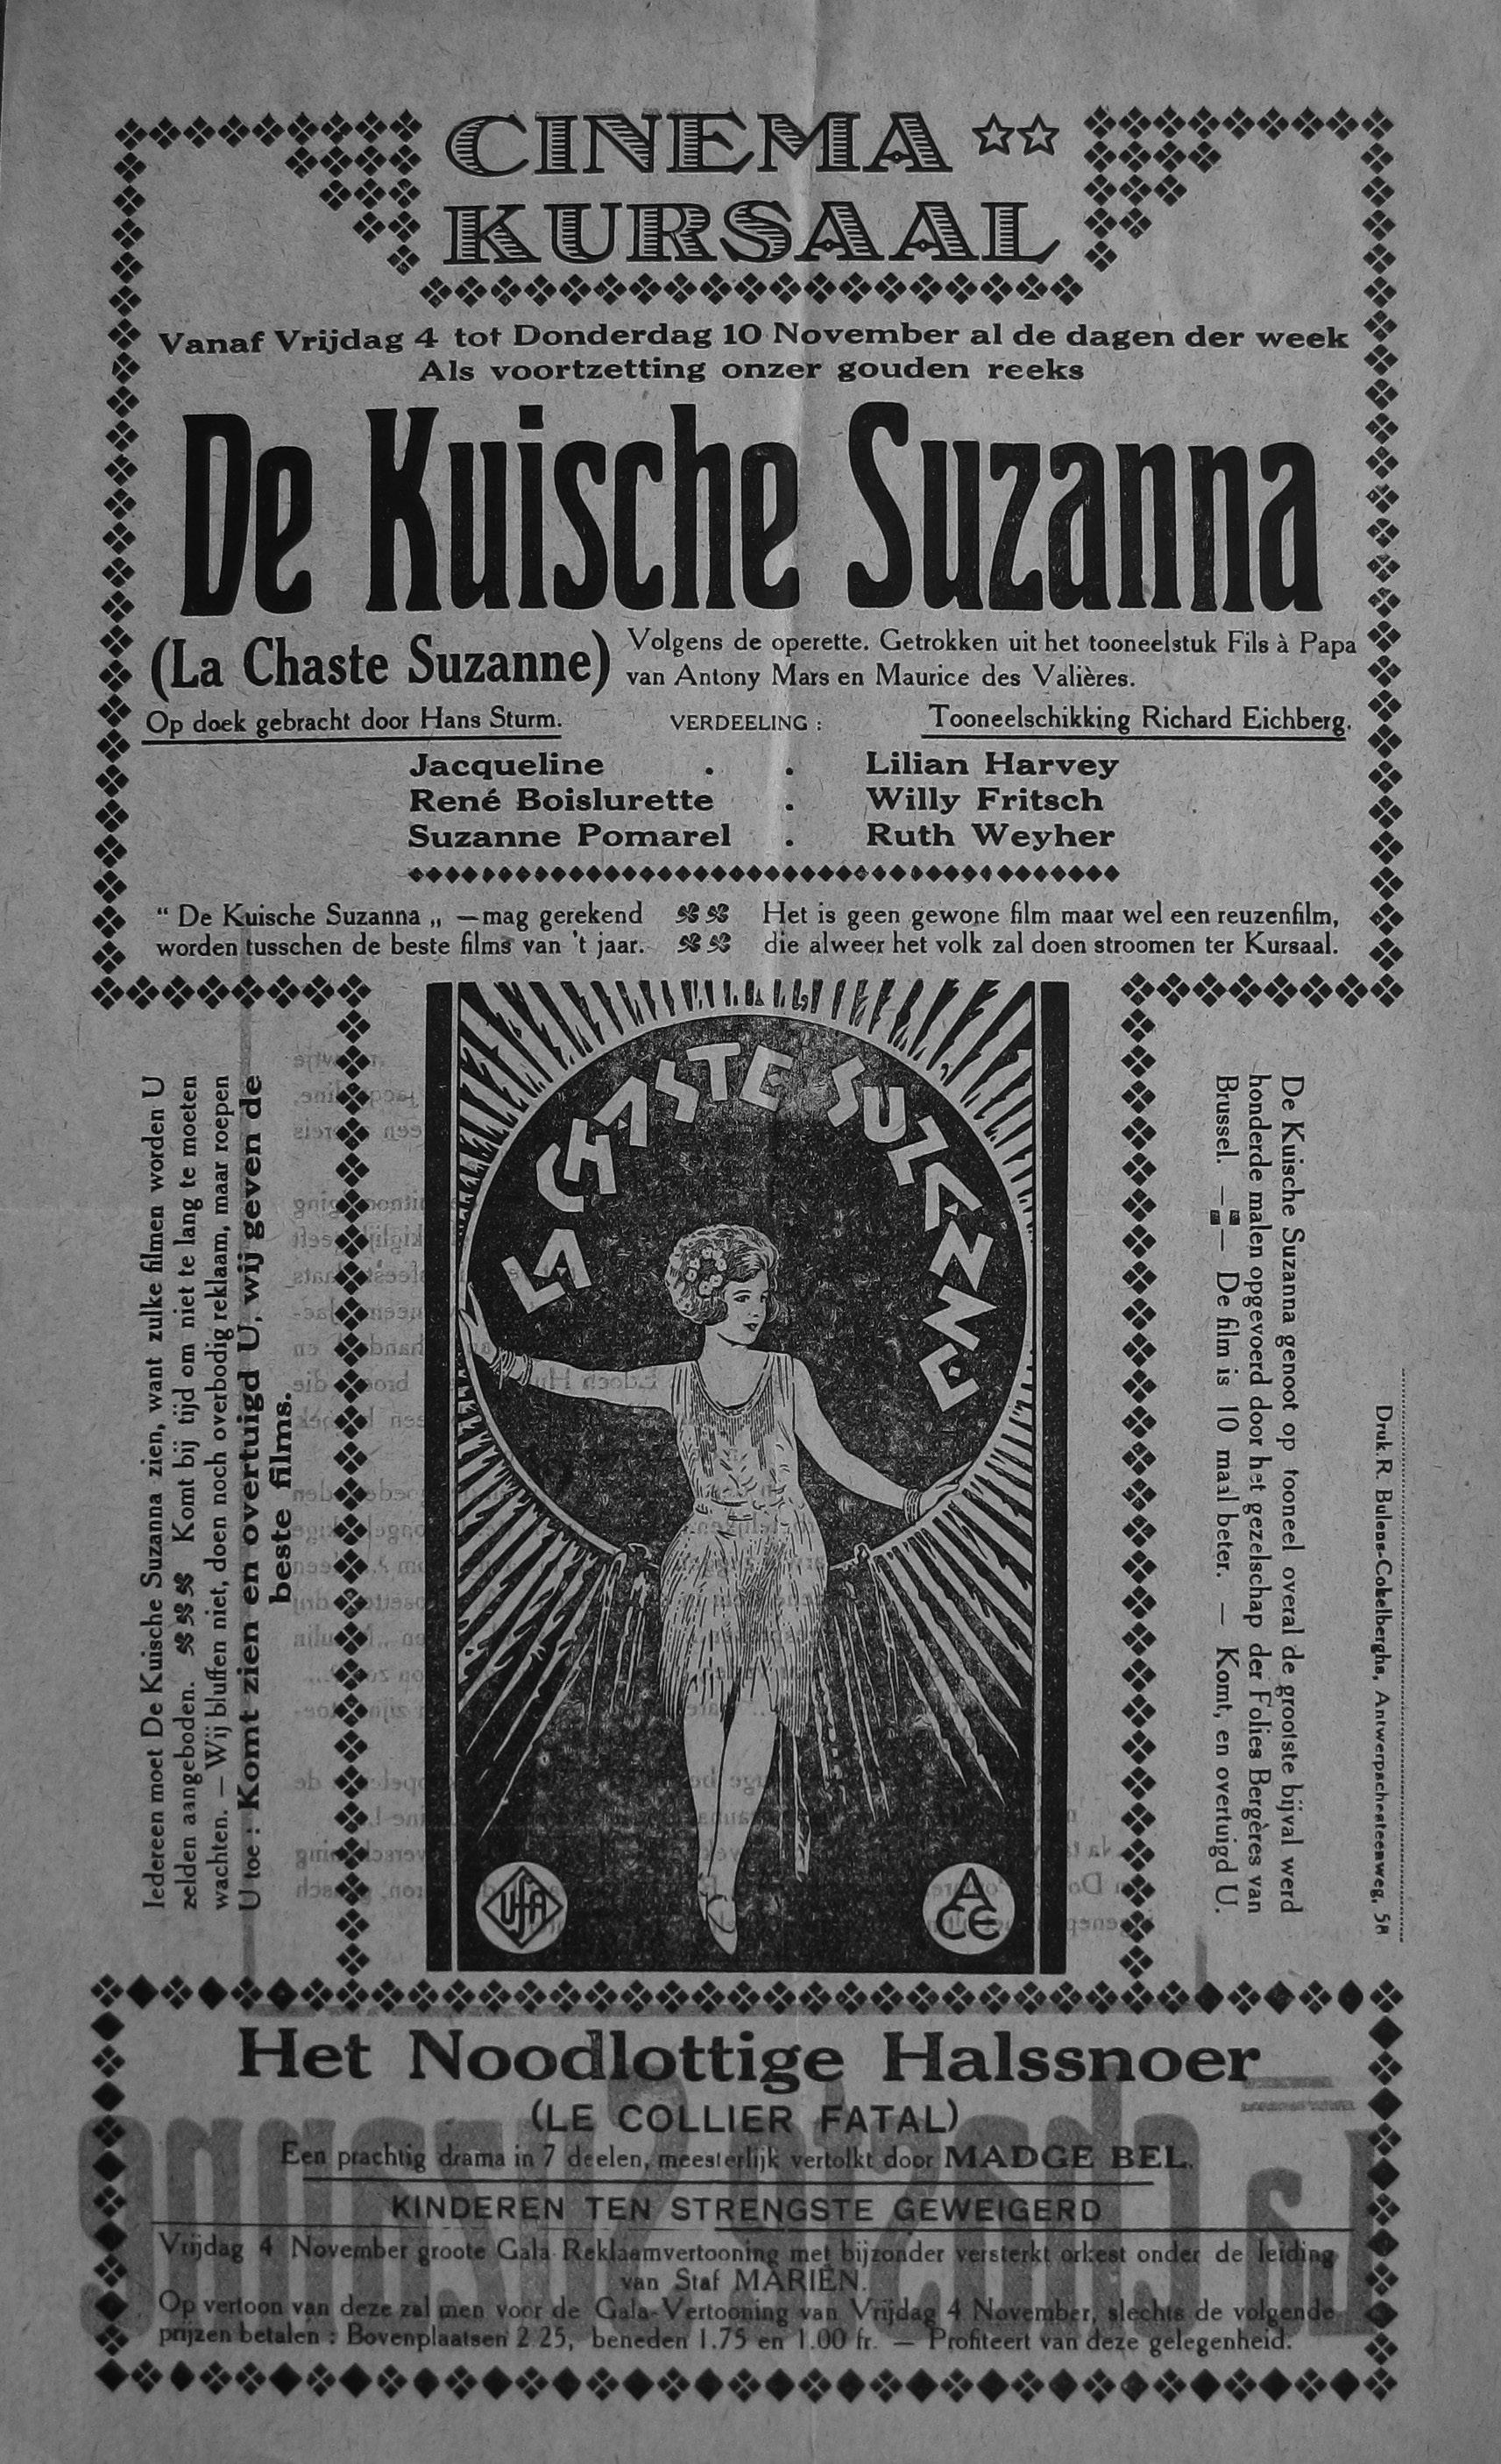 CINEMA
KURSAAL
Vanaf Vrijdag 4 tot Donderdag 10 November al de dagen der week
Als voortzetting onzer gouden reeks
De Kuische Suzanna
(La Chaste Suzanne)
Volgens de operette. Getrokken uit het tooneelstuk Fils à Papa
van Antony Mars en Maurice des Valières.
Op doek gebracht door Hans Sturm. VERDEELING : Tooneelschikking Richard Eichberg.
Jacqueline . . Lilian Harvey
René Boislurette . Willy Fritsch
Suzanne Pomarel . Ruth Weyher
“ De Kuische Suzanna „ —mag gerekend
worden tusschen de beste films van 't jaar.
Het is geen gewone film maar wel een reuzenfilm,
die alweer het volk zal doen stroomen ter Kursaal.
Iedereen moet De Kuische Suzanna zien, want zulke filmen worden U
zelden aangeboden. Komt bij tijd om niet te lang te moeten
wachten. — Wij bluffen niet, doen noch overbodig reklaam, maar roepen
U toe : Komt zien en overtuigd U, wij geven de
beste films.
LA CHASTE SUZANNE
UFA
ACE
De Kuische Suzanna genoot op tooneel overal de grootste bijval werd
honderde malen opgevoerd door het gezelschap der Folies Bergères van
Brussel. — — De film is 10 maal beter. — Komt, en overtuigd U.
Druk. R. Bulens-Cobelberghs, Antwerpschesteenweg, 58
Het Noodlottige Halssnoer
(LE COLLIER FATAL)
Een prachtig drama in 7 deelen, meesterlijk vertolkt door MADGE BEL.
KINDEREN TEN STRENGSTE GEWEIGERD
Vrijdag 4 November groote Gala Reklaamvertooning met bijzonder versterkt orkest onder de leiding
van Staf MARIËN.
Op vertoon van deze zal men voor de Gala-Vertooning van Vrijdag 4 November, slechts de volgende
prijzen betalen : Bovenplaatsen 2 25, beneden 1.75 en 1.00 fr. — Profiteert van deze gelegenheid.